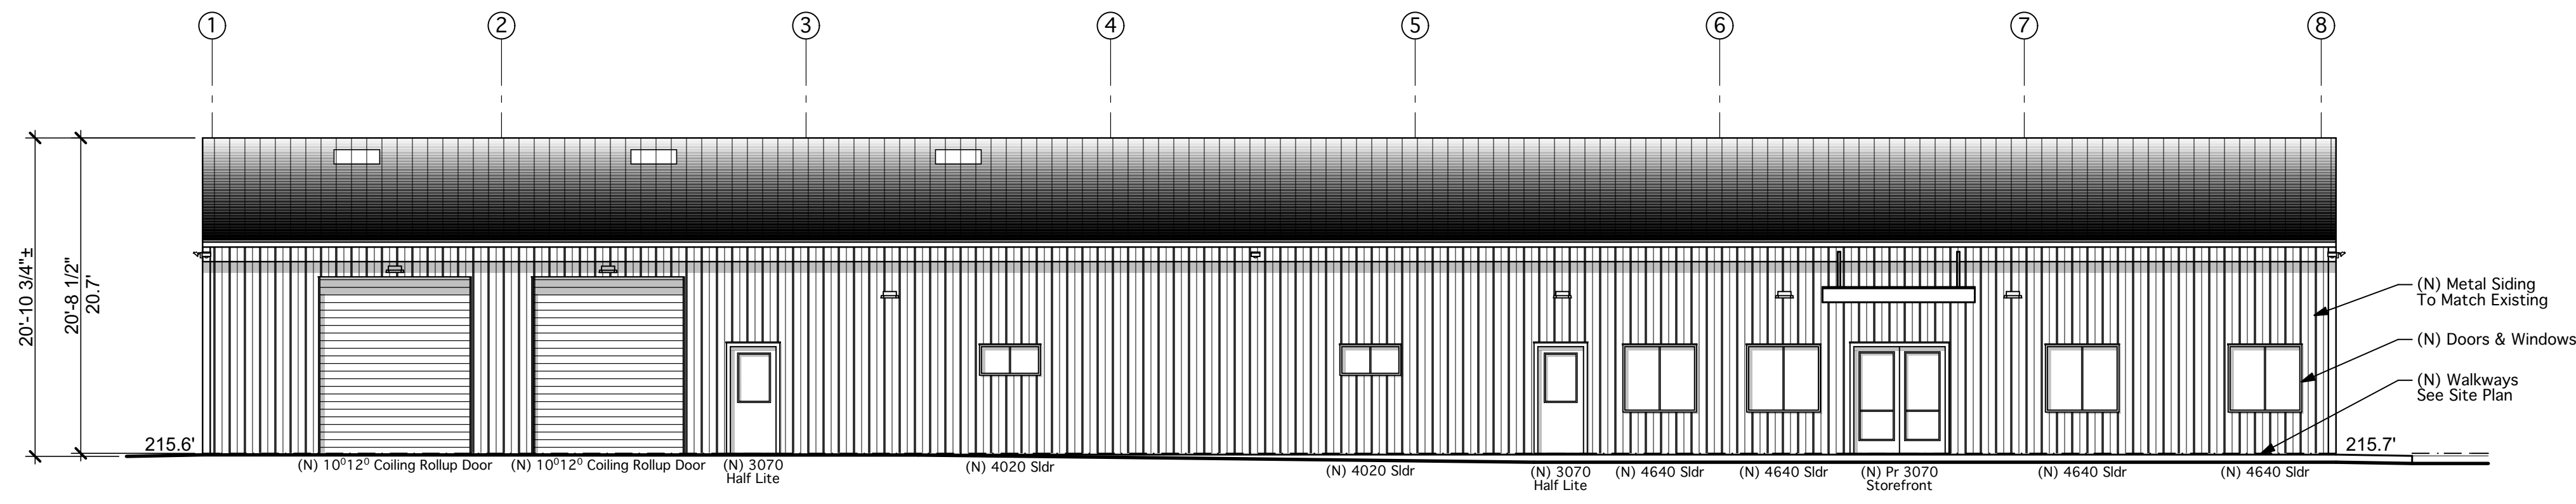 1
2
3
4
5
6
7
8
20'-10 3/4"±
20'-8 1/2"
20.7'
(N) Metal Siding
To Match Existing
(N) Doors & Windows
(N) Walkways
See Site Plan
215.6'
215.7'
(N) 10⁰12⁰ Coiling Rollup Door
(N) 10⁰12⁰ Coiling Rollup Door
(N) 3070
Half Lite
(N) 4020 Sldr
(N) 4020 Sldr
(N) 3070
Half Lite
(N) 4640 Sldr
(N) 4640 Sldr
(N) Pr 3070
Storefront
(N) 4640 Sldr
(N) 4640 Sldr